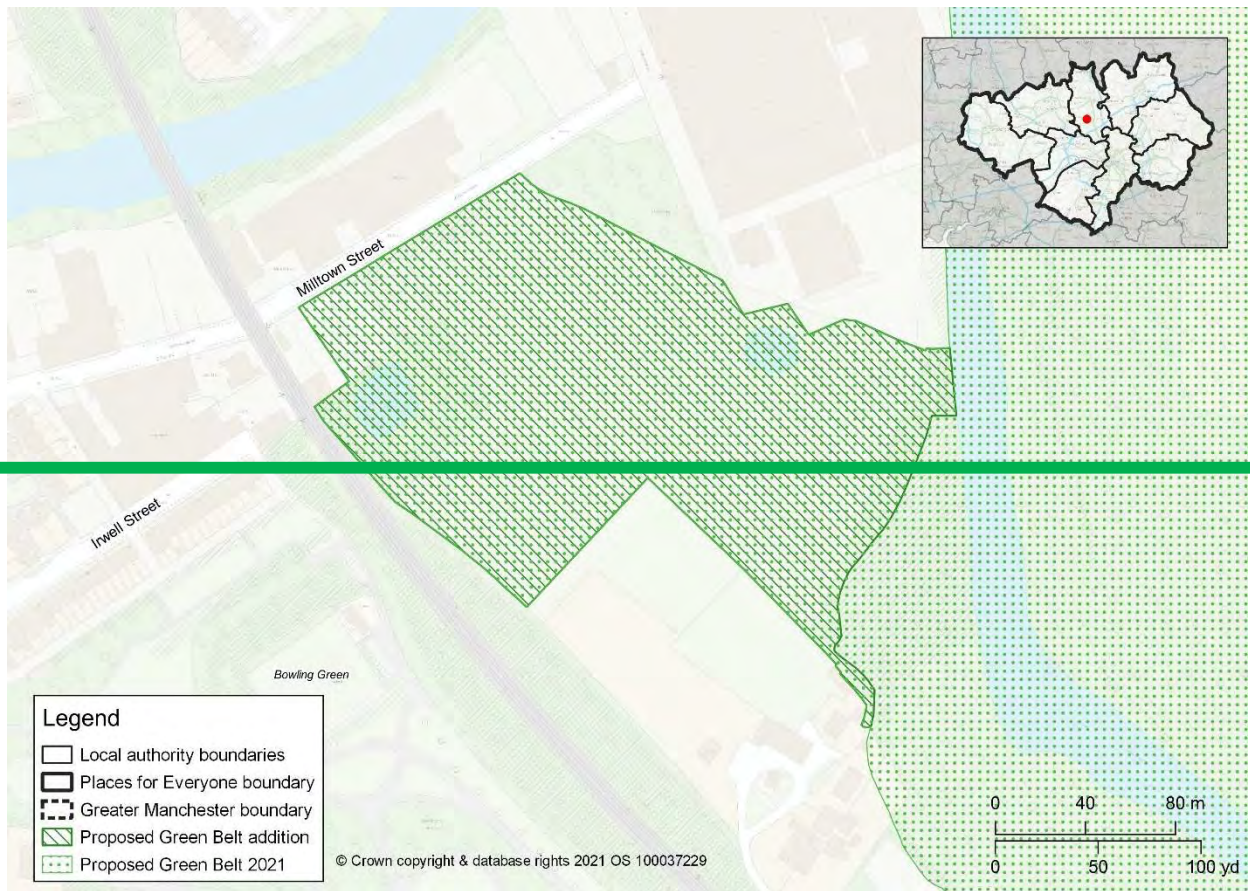 Milltown Street
Irwell Street
Bowling Green
Legend
Local authority boundaries
Places for Everyone boundary
Greater Manchester boundary
Proposed Green Belt addition
Proposed Green Belt 2021
© Crown copyright & database rights 2021 OS 100037229
0 40 80 m
0 50 100 yd